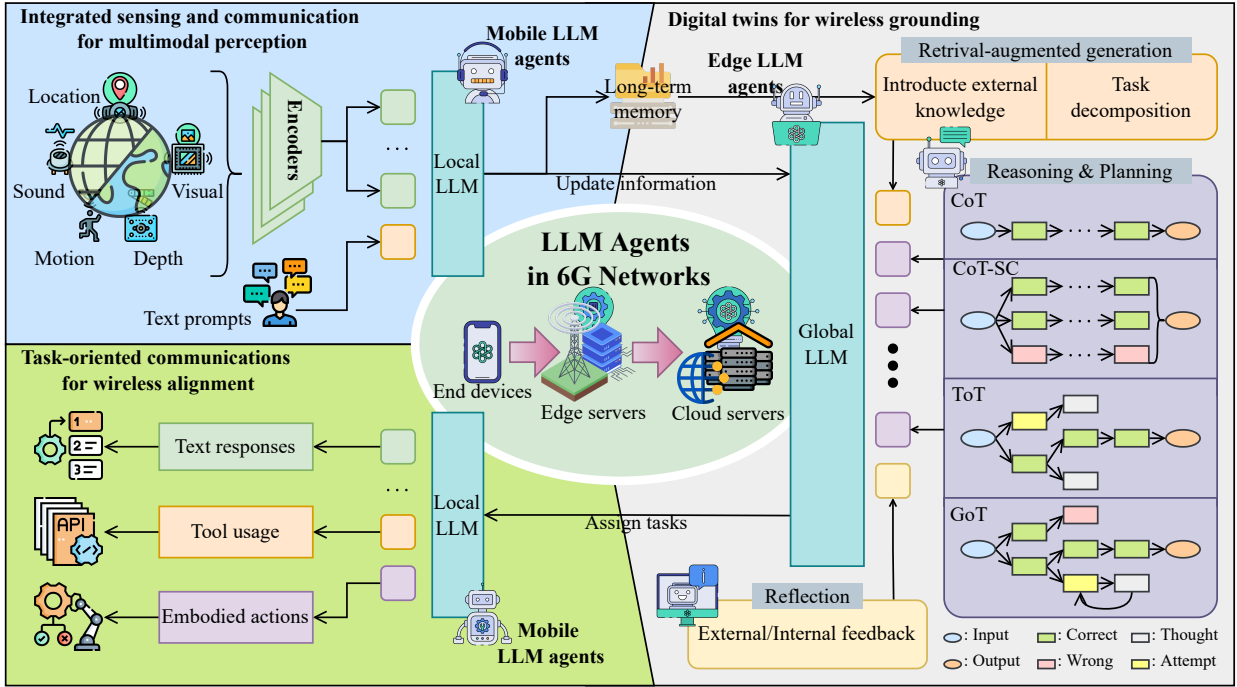 Integrated sensing and communication
for multimodal perception
Location
Sound
Visual
Motion
Depth
Encoders
...
Text prompts
Local
LLM
Mobile LLM
agents
Update information
Digital twins for wireless grounding
Long-term
memory
Edge LLM
agents
Global
LLM
Retrival-augmented generation
Introducte external
knowledge
Task
decomposition
Reasoning & Planning
CoT
CoT-SC
ToT
GoT
: Input
: Correct
: Thought
: Output
: Wrong
: Attempt
Reflection
External/Internal feedback
LLM Agents
in 6G Networks
End devices
Edge servers
Cloud servers
Task-oriented communications
for wireless alignment
1
2
3
Text responses
API
</>
Tool usage
Embodied actions
...
Local
LLM
Assign tasks
Mobile
LLM agents